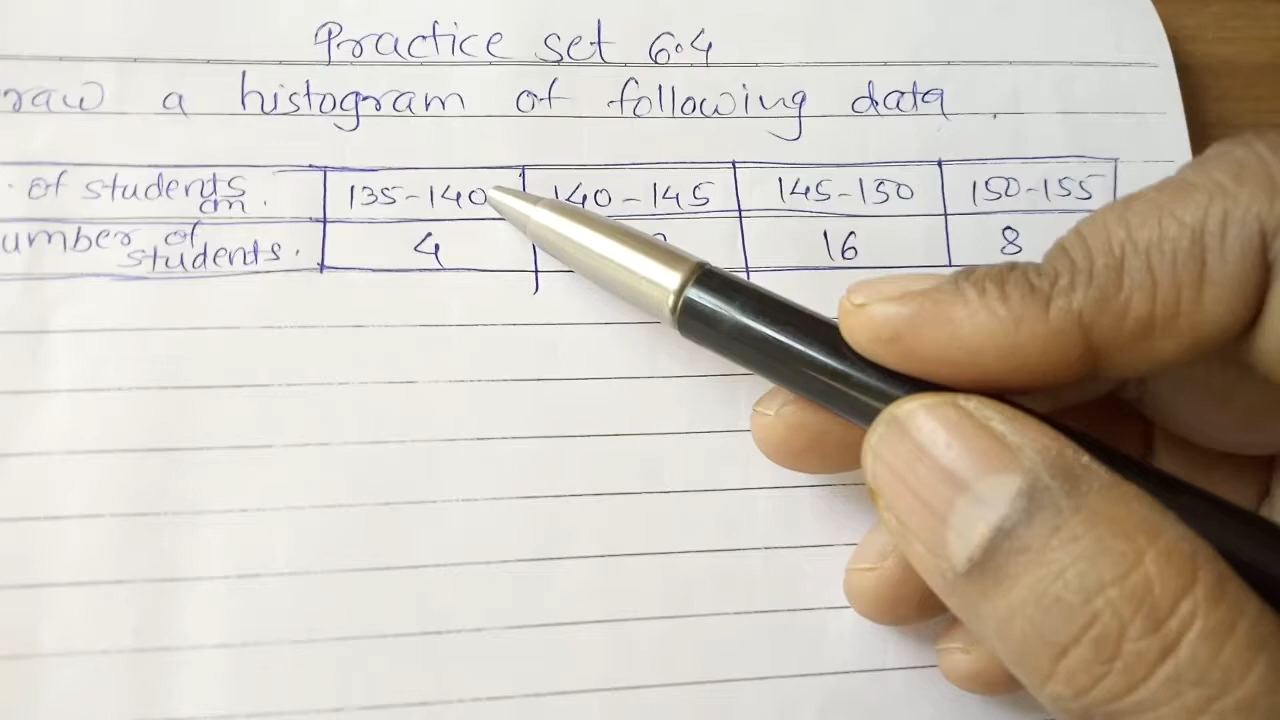 Practice set 6.4
raw a histogram of following data.
. of students 135-140 140-145 145-150 150-155
cm.
umber of students. 4 16 8